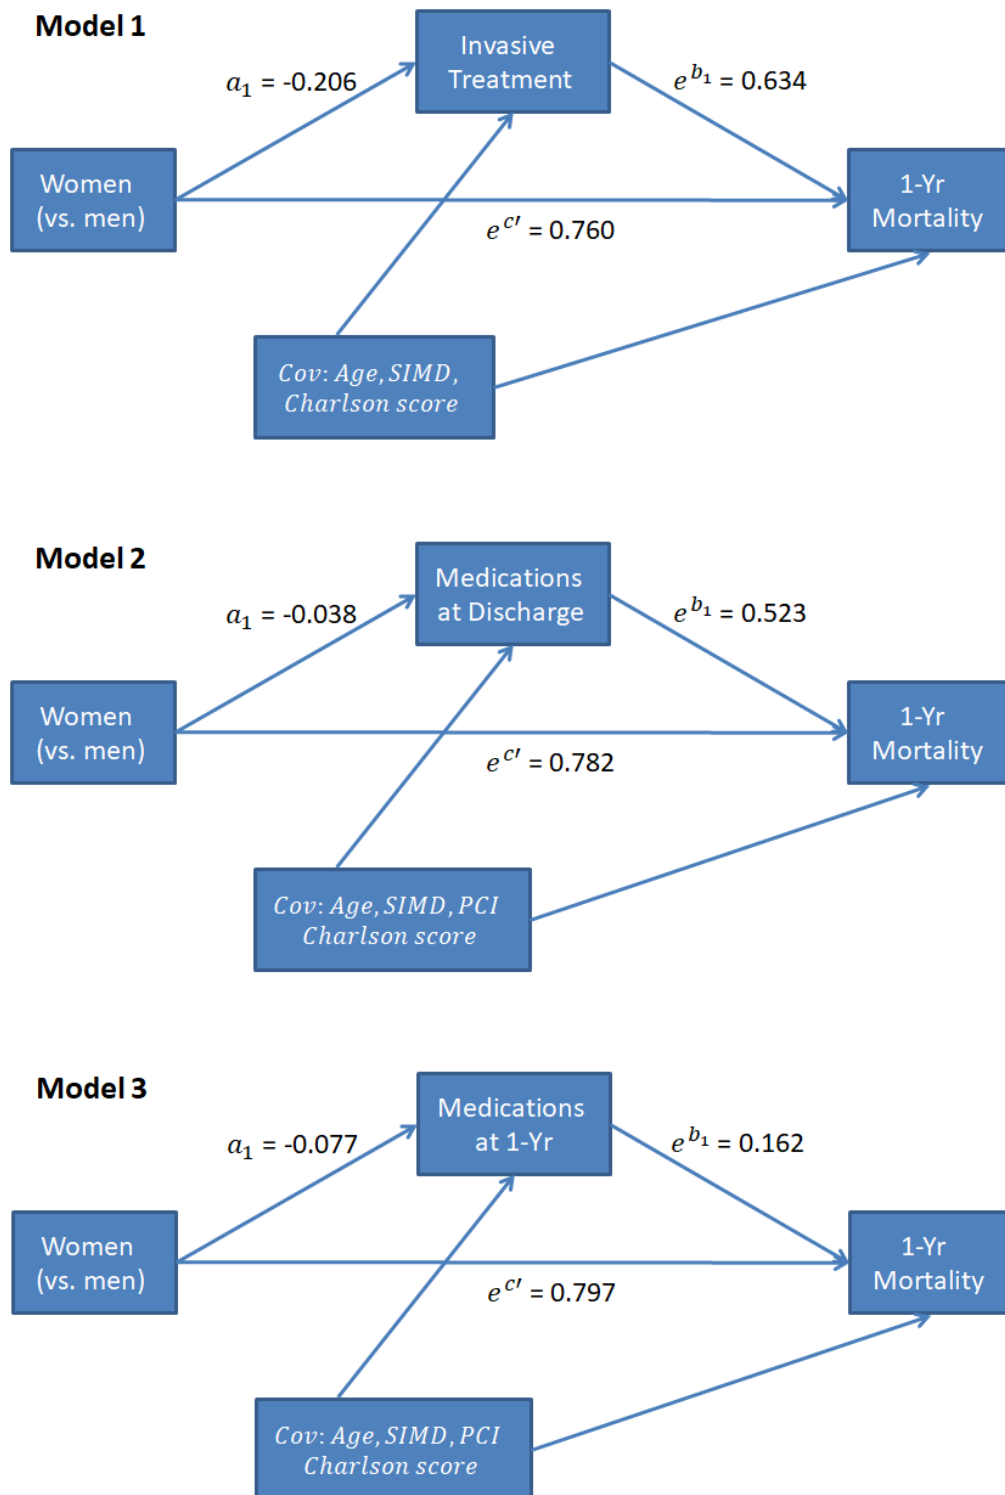 Model 1
Invasive
Treatment
a₁ = -0.206
e^b₁ = 0.634
Women
(vs. men)
1-Yr
Mortality
e^c′ = 0.760
Cov: Age, SIMD,
Charlson score
Model 2
Medications
at Discharge
a₁ = -0.038
e^b₁ = 0.523
Women
(vs. men)
1-Yr
Mortality
e^c′ = 0.782
Cov: Age, SIMD, PCI
Charlson score
Model 3
Medications
at 1-Yr
a₁ = -0.077
e^b₁ = 0.162
Women
(vs. men)
1-Yr
Mortality
e^c′ = 0.797
Cov: Age, SIMD, PCI
Charlson score